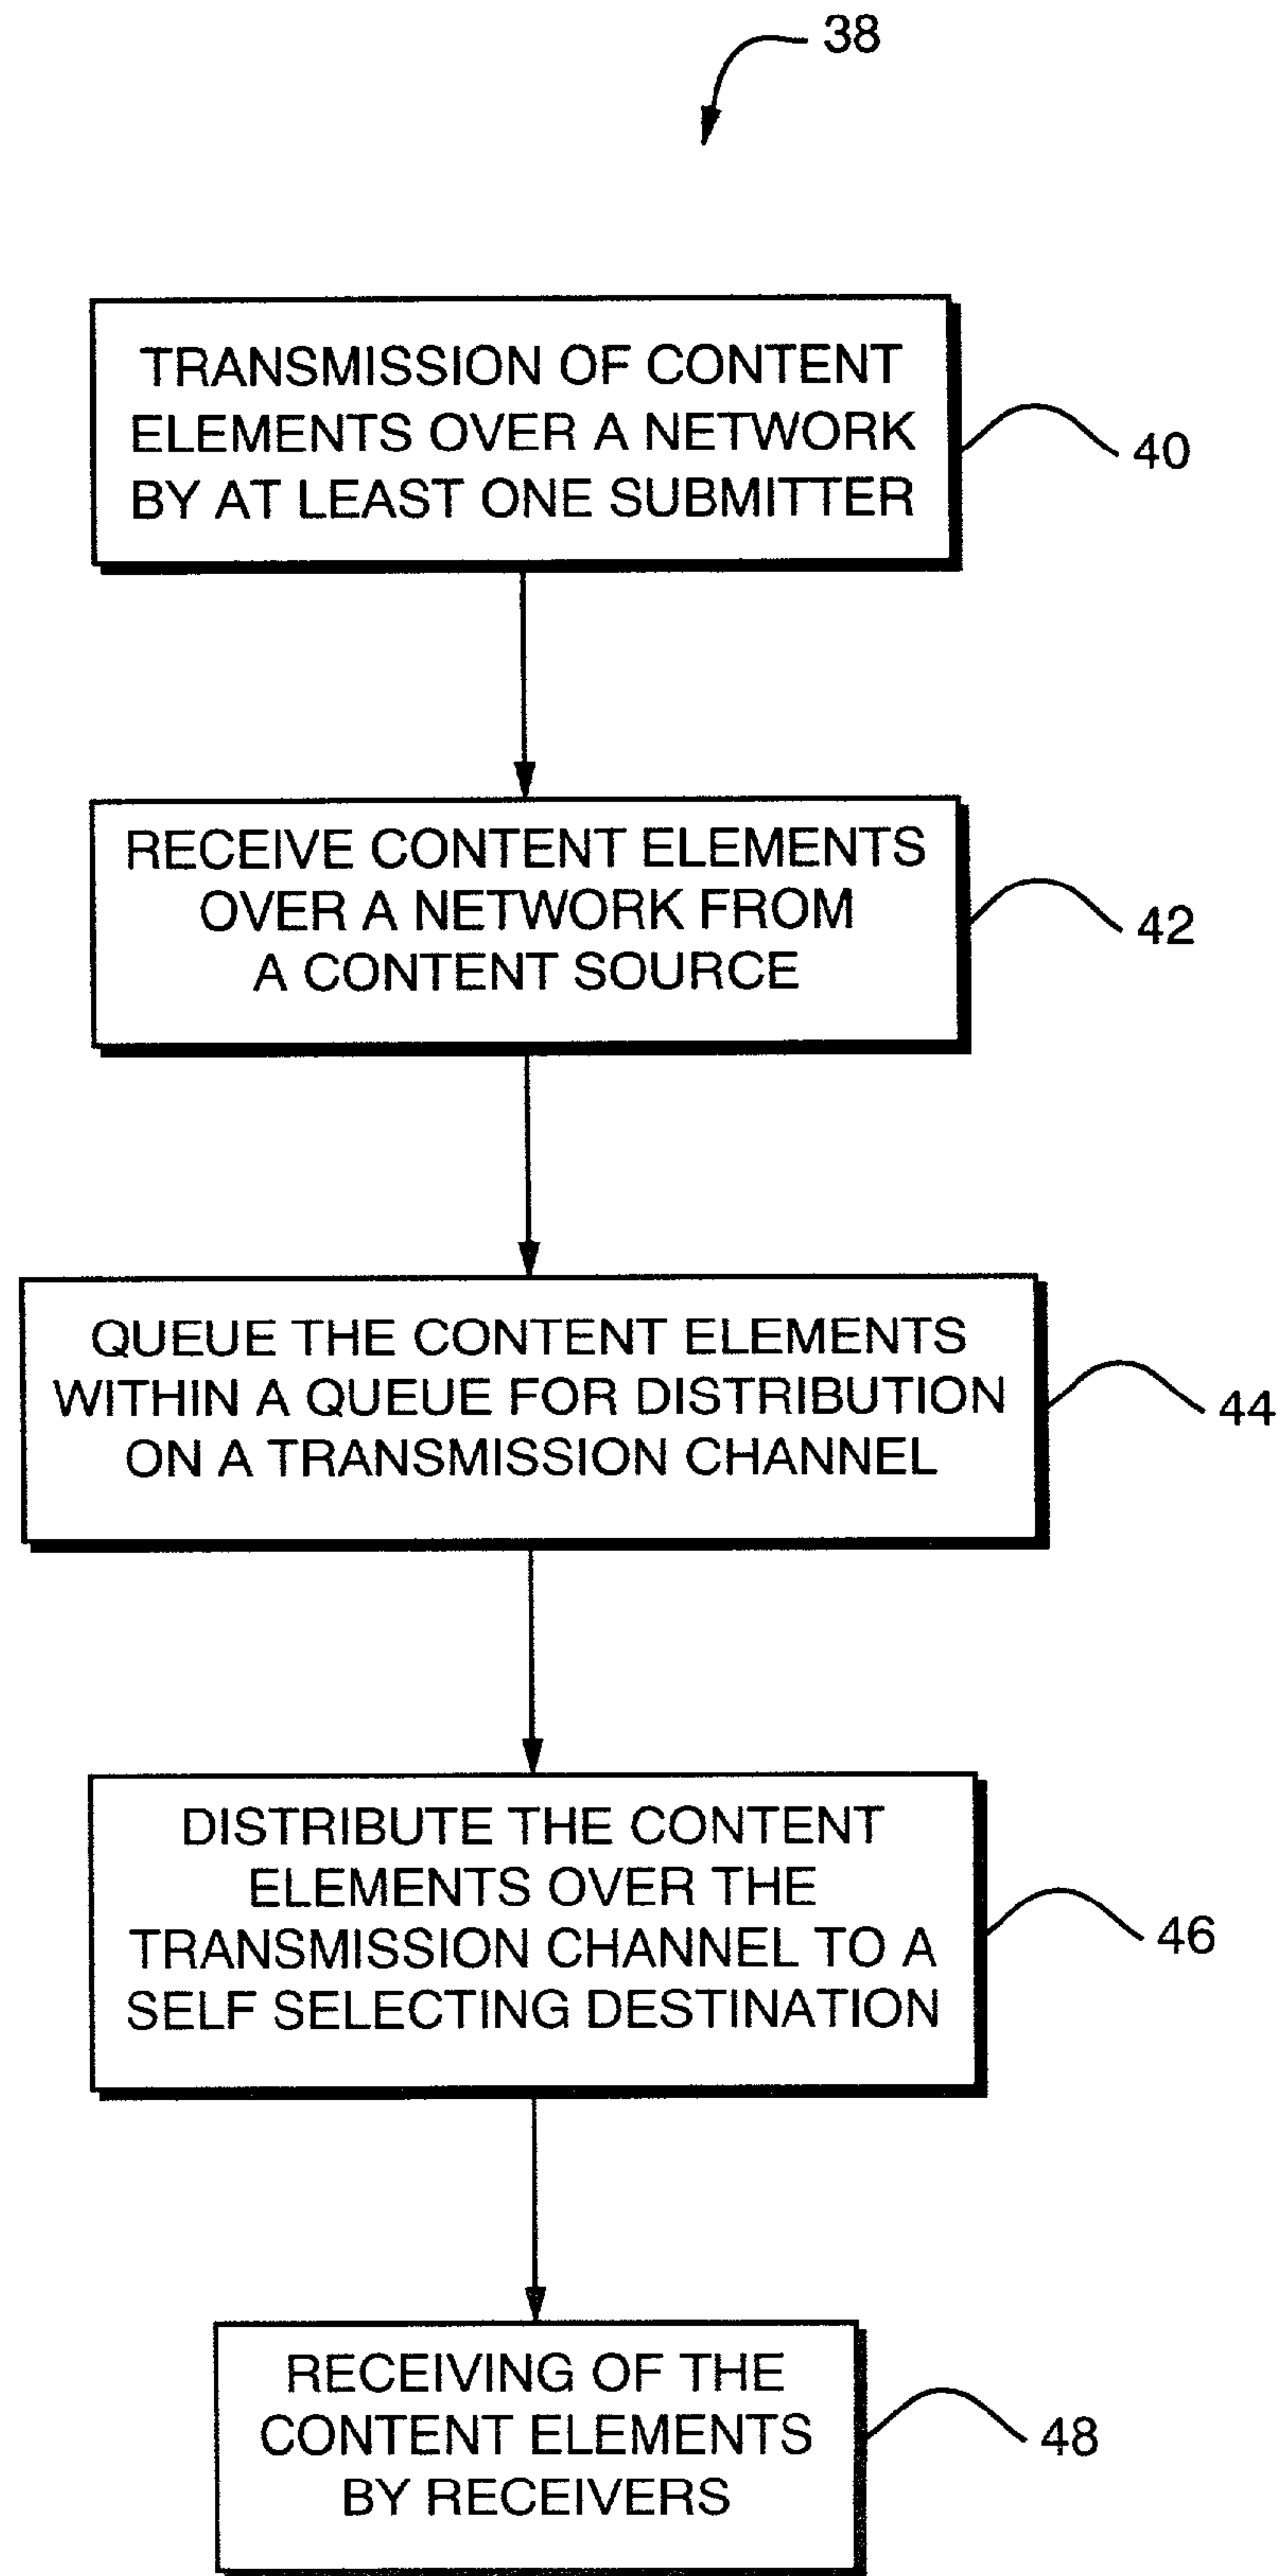 38
TRANSMISSION OF CONTENT
ELEMENTS OVER A NETWORK
BY AT LEAST ONE SUBMITTER
40
RECEIVE CONTENT ELEMENTS
OVER A NETWORK FROM
A CONTENT SOURCE
42
QUEUE THE CONTENT ELEMENTS
WITHIN A QUEUE FOR DISTRIBUTION
ON A TRANSMISSION CHANNEL
44
DISTRIBUTE THE CONTENT
ELEMENTS OVER THE
TRANSMISSION CHANNEL TO A
SELF SELECTING DESTINATION
46
RECEIVING OF THE
CONTENT ELEMENTS
BY RECEIVERS
48